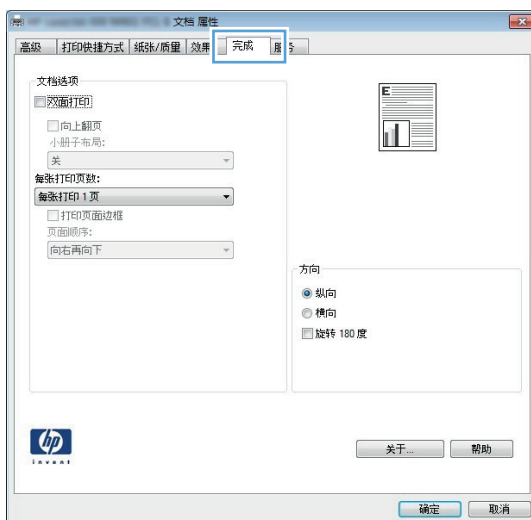 文档 属性
高级 打印快捷方式 纸张/质量 效果 完成 服务
文档选项
双面打印
向上翻页
小册子布局:
关
每张打印页数:
每张打印 1 页
打印页面边框
页面顺序:
向右再向下
E
方向
纵向
横向
旋转 180 度
hp
invent
关于... 帮助
确定 取消